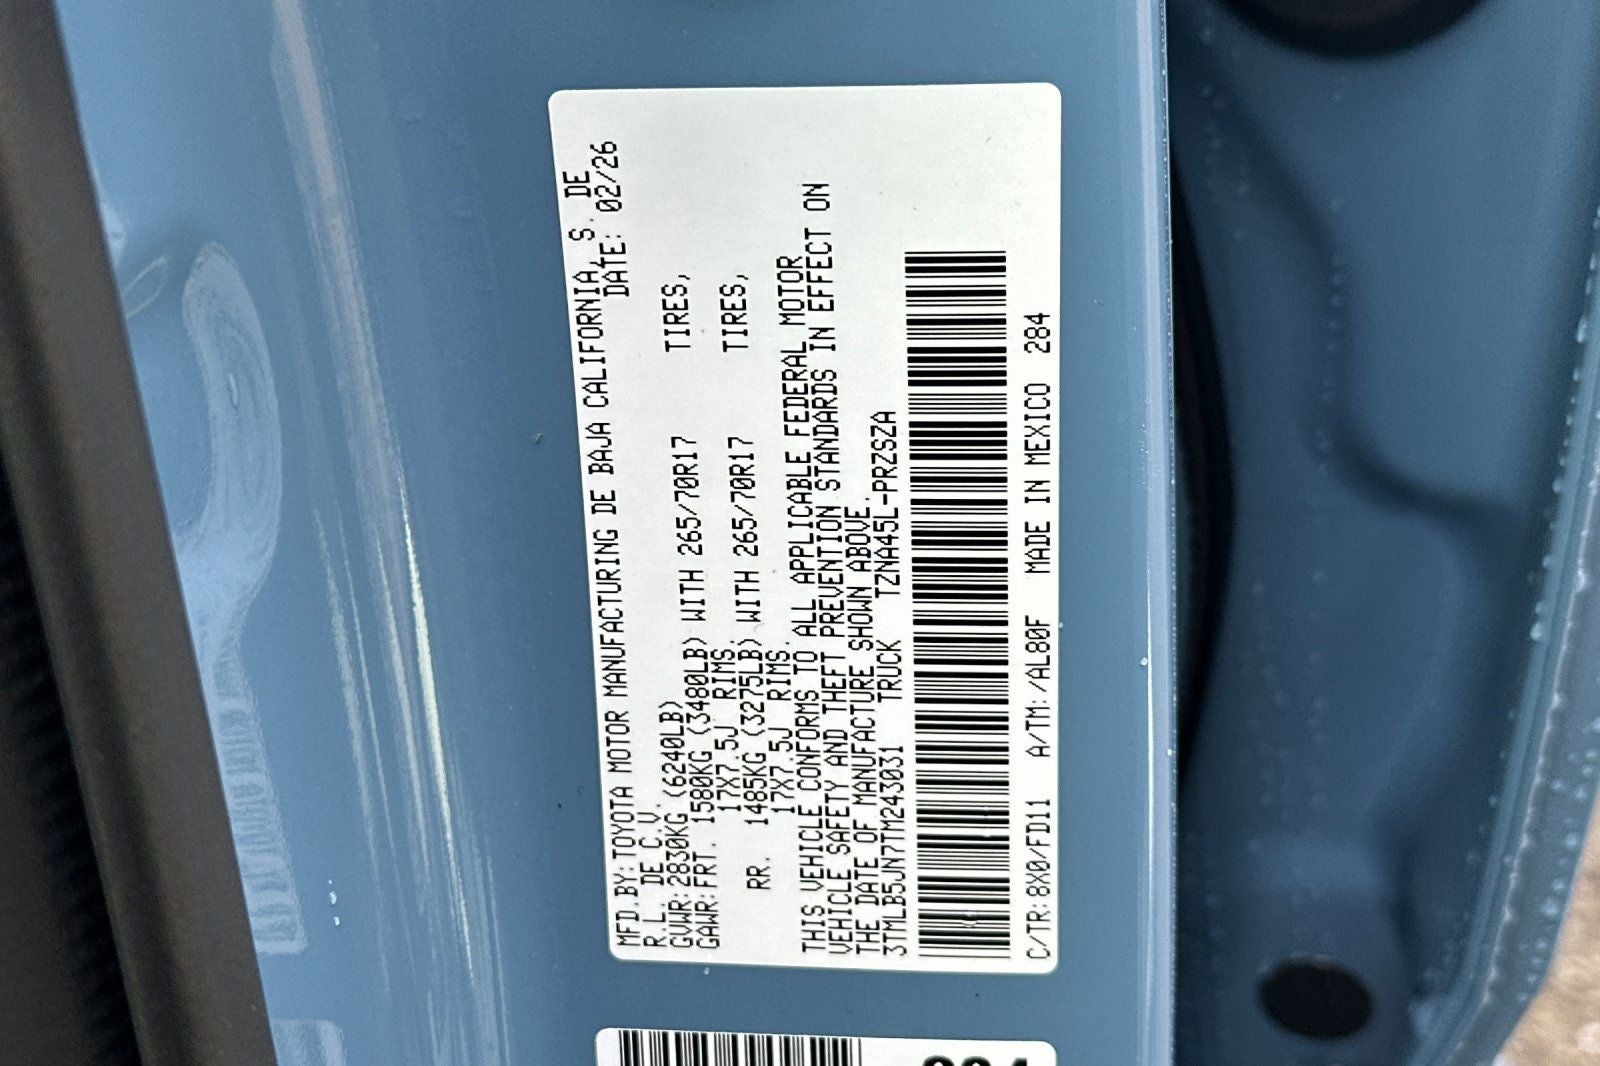 MFD.BY:TOYOTA MOTOR MANUFACTURING DE BAJA CALIFORNIA, S. DE
R.L. DE C.V. DATE: 02/26
GVWR:2830KG (6240LB)
GAWR:FRT. 1580KG (3480LB) WITH 265/70R17 TIRES,
17X7.5J RIMS.
RR. 1485KG (3275LB) WITH 265/70R17 TIRES,
17X7.5J RIMS.
THIS VEHICLE CONFORMS TO ALL APPLICABLE FEDERAL MOTOR
VEHICLE SAFETY AND THEFT PREVENTION STANDARDS IN EFFECT ON
THE DATE OF MANUFACTURE SHOWN ABOVE.
3TMLB5JN7TM243031 TRUCK TZNA45L-PRZSZA
C/TR:8X0/FD11 A/TM:/AL80F MADE IN MEXICO 284